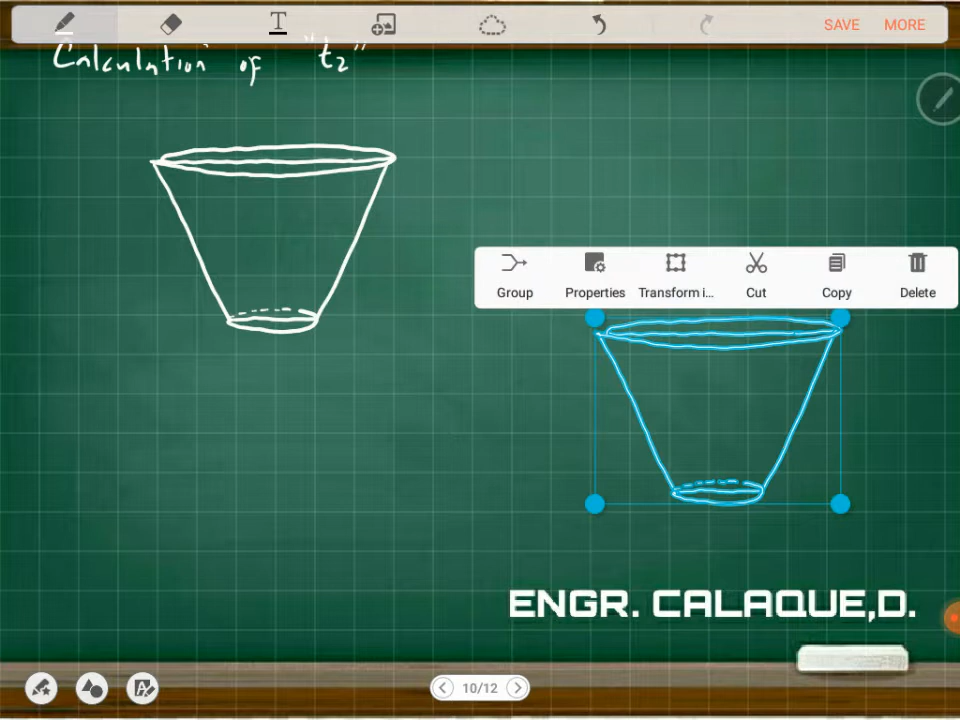 SAVE MORE
Calculation of "t2"
Group Properties Transform i... Cut Copy Delete
ENGR. CALAQUE,D.
10/12